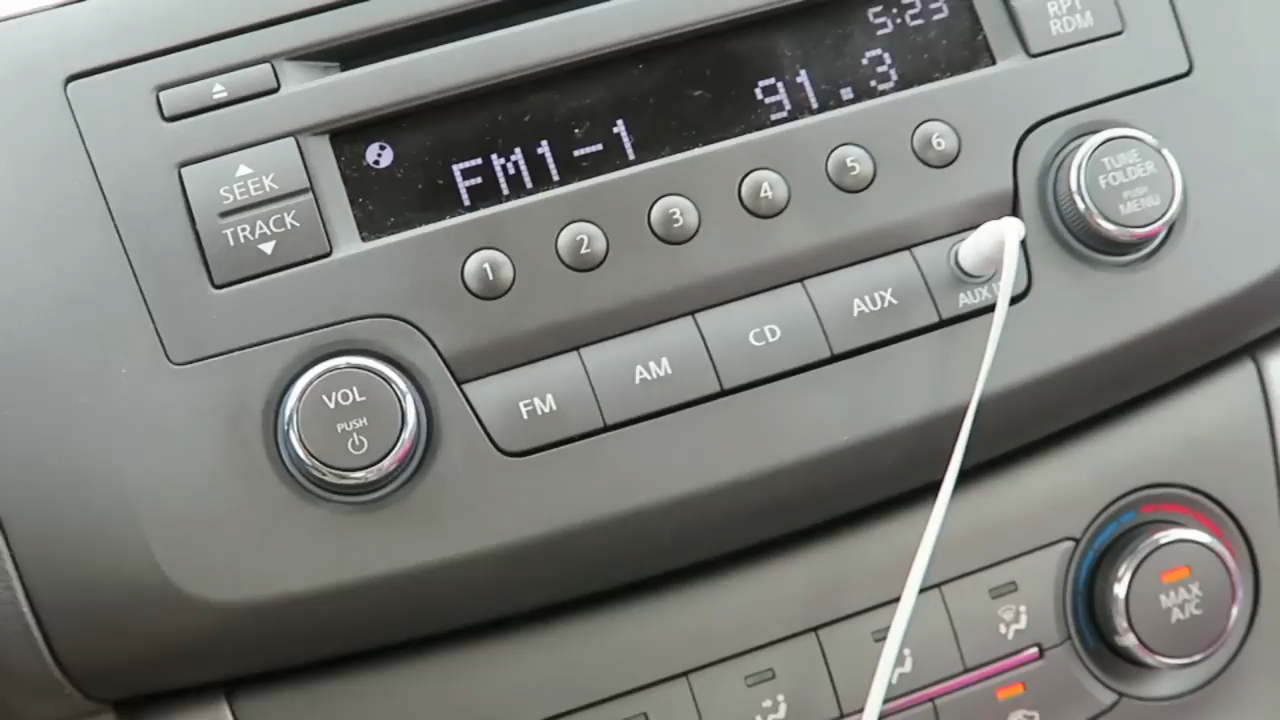 5:23
RPT
RDM
FM1-1 91.3
SEEK
TRACK
1 2 3 4 5 6
TUNE
FOLDER
PUSH
MENU
VOL
PUSH
FM
AM
CD
AUX
AUX
MAX
A/C